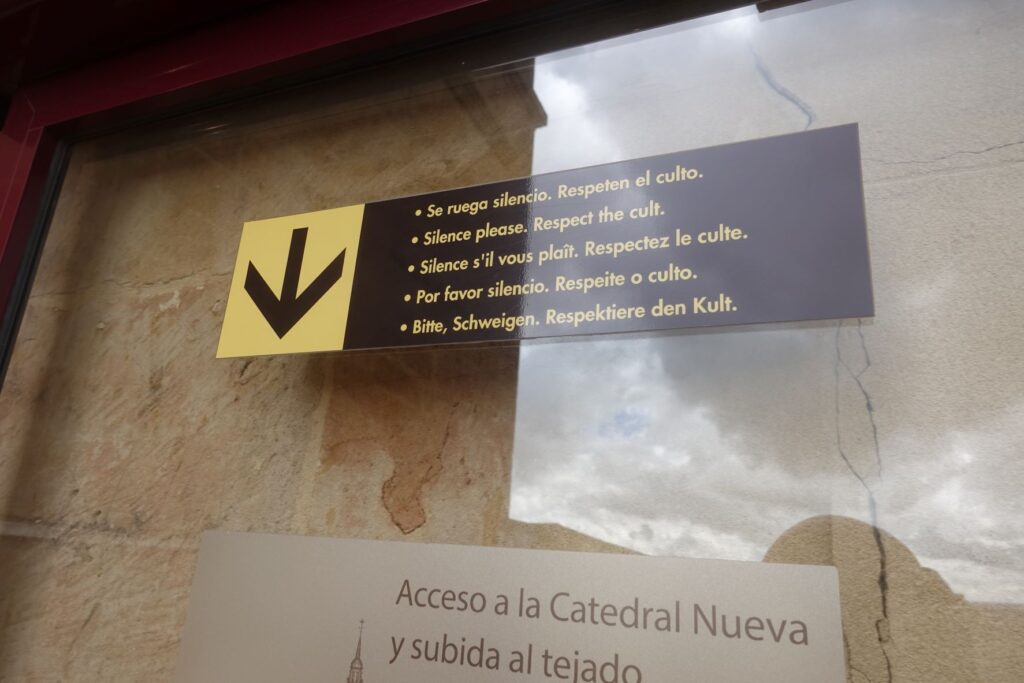 • Se ruega silencio. Respeten el culto.
• Silence please. Respect the cult.
• Silence s'il vous plaît. Respectez le culte.
• Por favor silencio. Respeite o culto.
• Bitte, Schweigen. Respektiere den Kult.
Acceso a la Catedral Nueva
y subida al tejado